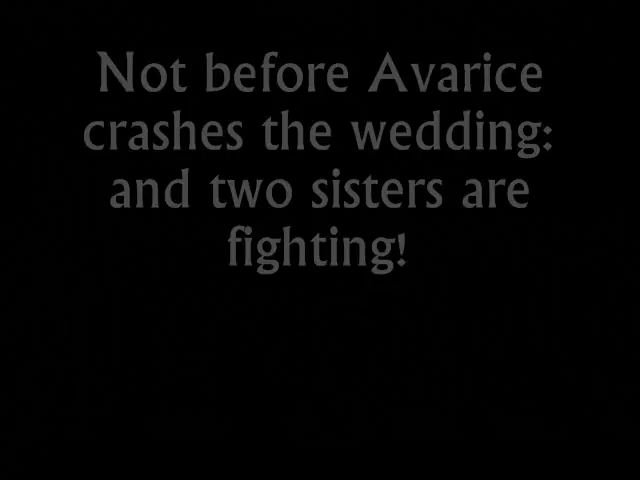 Not before Avarice
crashes the wedding:
and two sisters are
fighting!